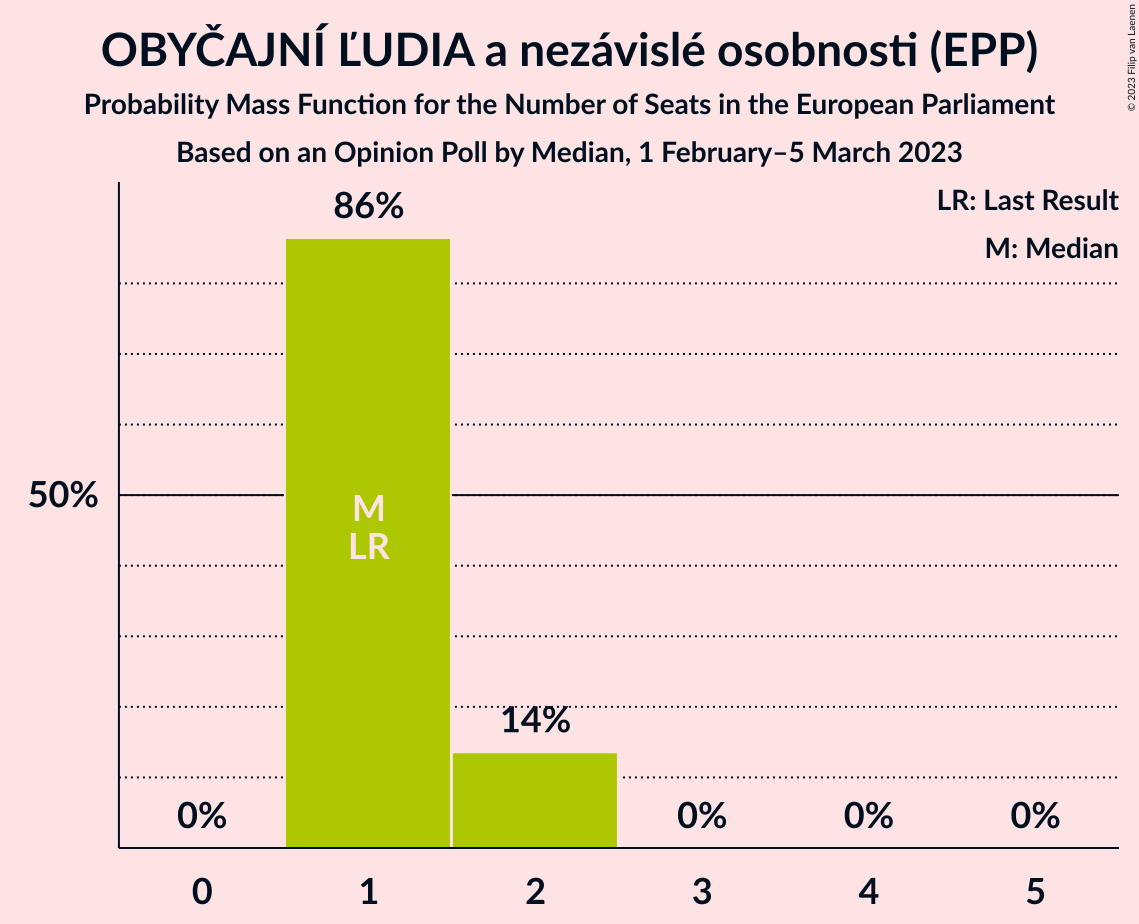 OBYČAJNÍ ĽUDIA a nezávislé osobnosti (EPP)
Probability Mass Function for the Number of Seats in the European Parliament
Based on an Opinion Poll by Median, 1 February–5 March 2023
© 2023 Filip van Laenen
LR: Last Result
M: Median
86%
50%
M
LR
14%
0%
0%
0%
0%
0 1 2 3 4 5